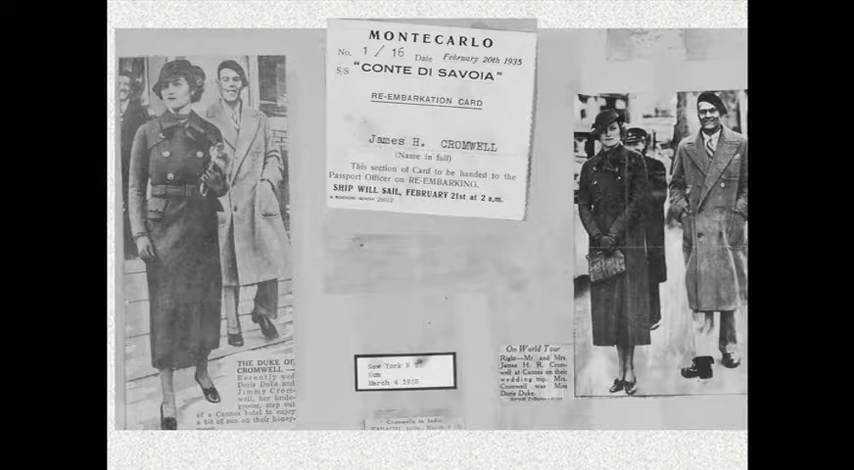 MONTECARLO
No. 1 / 16 Date February 20th 1935
S/S "CONTE DI SAVOIA"
RE-EMBARKATION CARD
James H. CROMWELL
(Name in full)
This section of Card to be handed to the
Passport Officer on RE-EMBARKING.
SHIP WILL SAIL, FEBRUARY 21st at 2 a.m.
THE DUKE OF
CROMWELL —
Recently wed
Doris Duke and
Jimmy Crom-
well, her bride-
groom, step out
of a Cannes hotel to enjoy
a bit of sun on their honey-
New York N Y
Sun
March 4 1935
Cromwells in India
On World Tour
Right—Mr. and Mrs.
James H. R. Crom-
well at Cannes on their
wedding trip. Mrs.
Cromwell was Miss
Doris Duke.